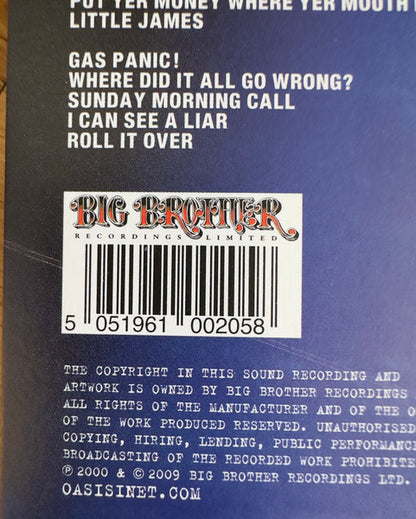 PUT YER MONEY WHERE YER MOUTH
LITTLE JAMES
GAS PANIC!
WHERE DID IT ALL GO WRONG?
SUNDAY MORNING CALL
I CAN SEE A LIAR
ROLL IT OVER
BIG BROTHER
RECORDINGS LIMITED
5 051961 002058
THE COPYRIGHT IN THIS SOUND RECORDING AND
ARTWORK IS OWNED BY BIG BROTHER RECORDINGS
ALL RIGHTS OF THE MANUFACTURER AND OF THE O
OF THE WORK PRODUCED RESERVED. UNAUTHORISED
COPYING, HIRING, LENDING, PUBLIC PERFORMANC
BROADCASTING OF THE RECORDED WORK PROHIBITE
℗ 2000 & © 2009 BIG BROTHER RECORDINGS LTD.
OASISINET.COM